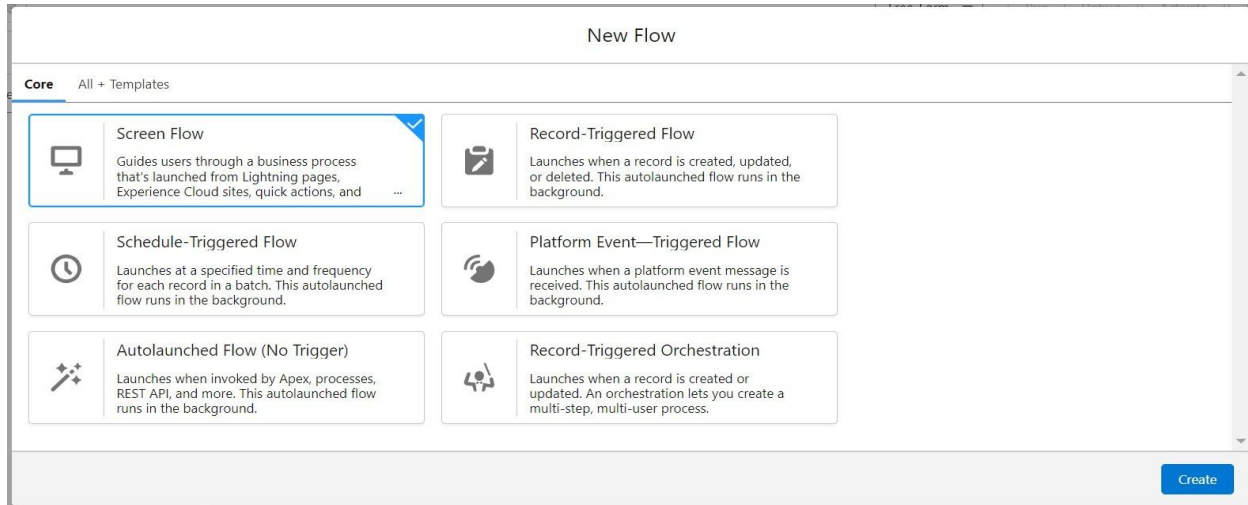 New Flow
Core All + Templates
Screen Flow
Guides users through a business process
that's launched from Lightning pages,
Experience Cloud sites, quick actions, and ...
Record-Triggered Flow
Launches when a record is created, updated,
or deleted. This autolaunched flow runs in the
background.
Schedule-Triggered Flow
Launches at a specified time and frequency
for each record in a batch. This autolaunched
flow runs in the background.
Platform Event—Triggered Flow
Launches when a platform event message is
received. This autolaunched flow runs in the
background.
Autolaunched Flow (No Trigger)
Launches when invoked by Apex, processes,
REST API, and more. This autolaunched flow
runs in the background.
Record-Triggered Orchestration
Launches when a record is created or
updated. An orchestration lets you create a
multi-step, multi-user process.
Create